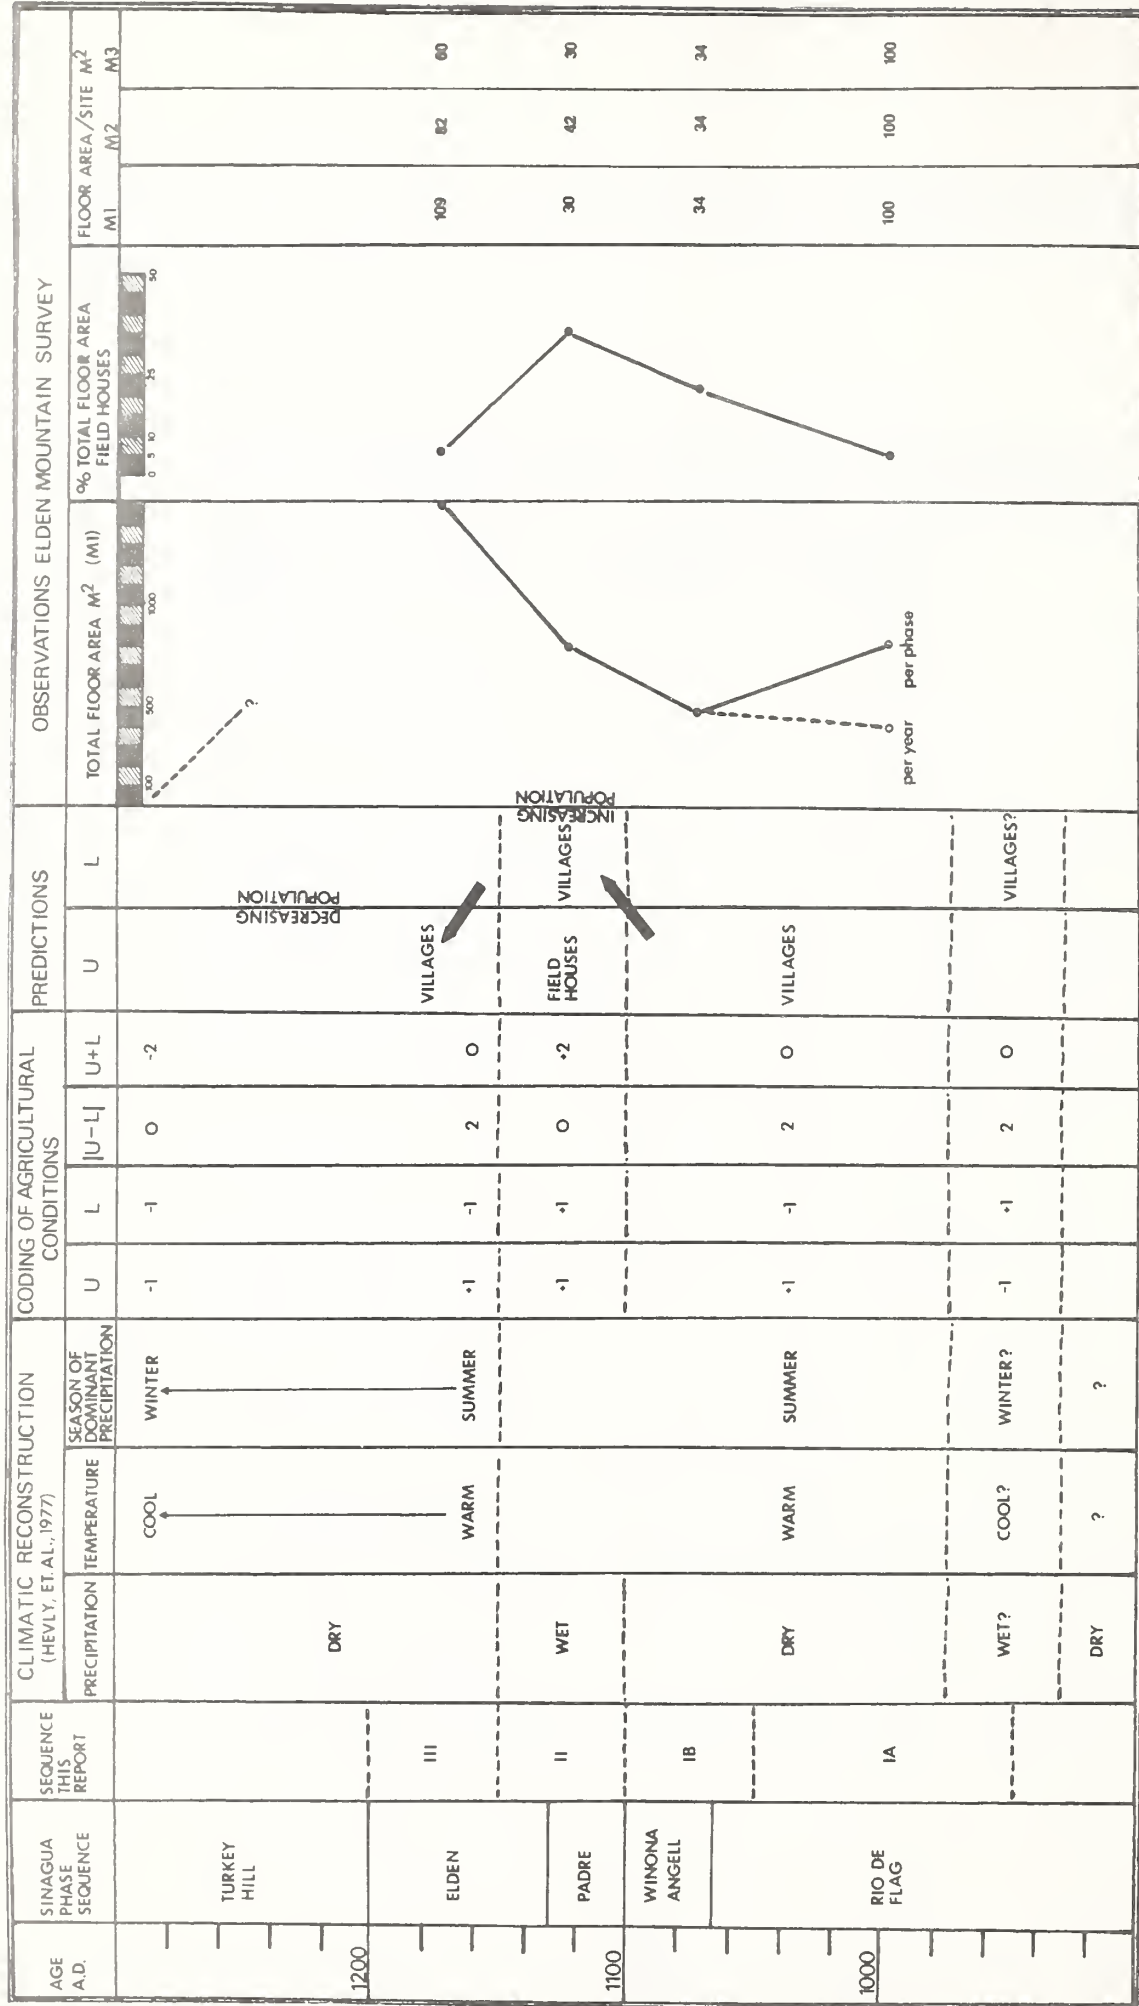 AGE
A.D.
SINAGUA
PHASE
SEQUENCE
SEQUENCE
THIS
REPORT
CLIMATIC RECONSTRUCTION
(HEVLY, ET. AL., 1977)
PRECIPITATION
TEMPERATURE
SEASON OF
DOMINANT
PRECIPITATION
CODING OF AGRICULTURAL
CONDITIONS
U
L
|U-L|
U+L
PREDICTIONS
U
L
OBSERVATIONS ELDEN MOUNTAIN SURVEY
TOTAL FLOOR AREA M² (M1)
% TOTAL FLOOR AREA
FIELD HOUSES
FLOOR AREA/SITE M²
M1
M2
M3
100
500
1000
0
5
10
25
50
TURKEY
HILL
COOL
WINTER
-1
-1
0
-2
?
DRY
DECREASING
POPULATION
1200
ELDEN
III
WARM
SUMMER
+1
-1
2
0
VILLAGES
109
82
60
PADRE
II
WET
+1
+1
0
+2
FIELD
HOUSES
VILLAGES
INCREASING
POPULATION
30
42
30
1100
WINONA
ANGELL
IB
34
34
34
DRY
WARM
SUMMER
+1
-1
2
0
VILLAGES
1000
RIO DE
FLAG
IA
per year
per phase
100
100
100
WET?
COOL?
WINTER?
-1
+1
2
0
VILLAGES?
DRY
?
?